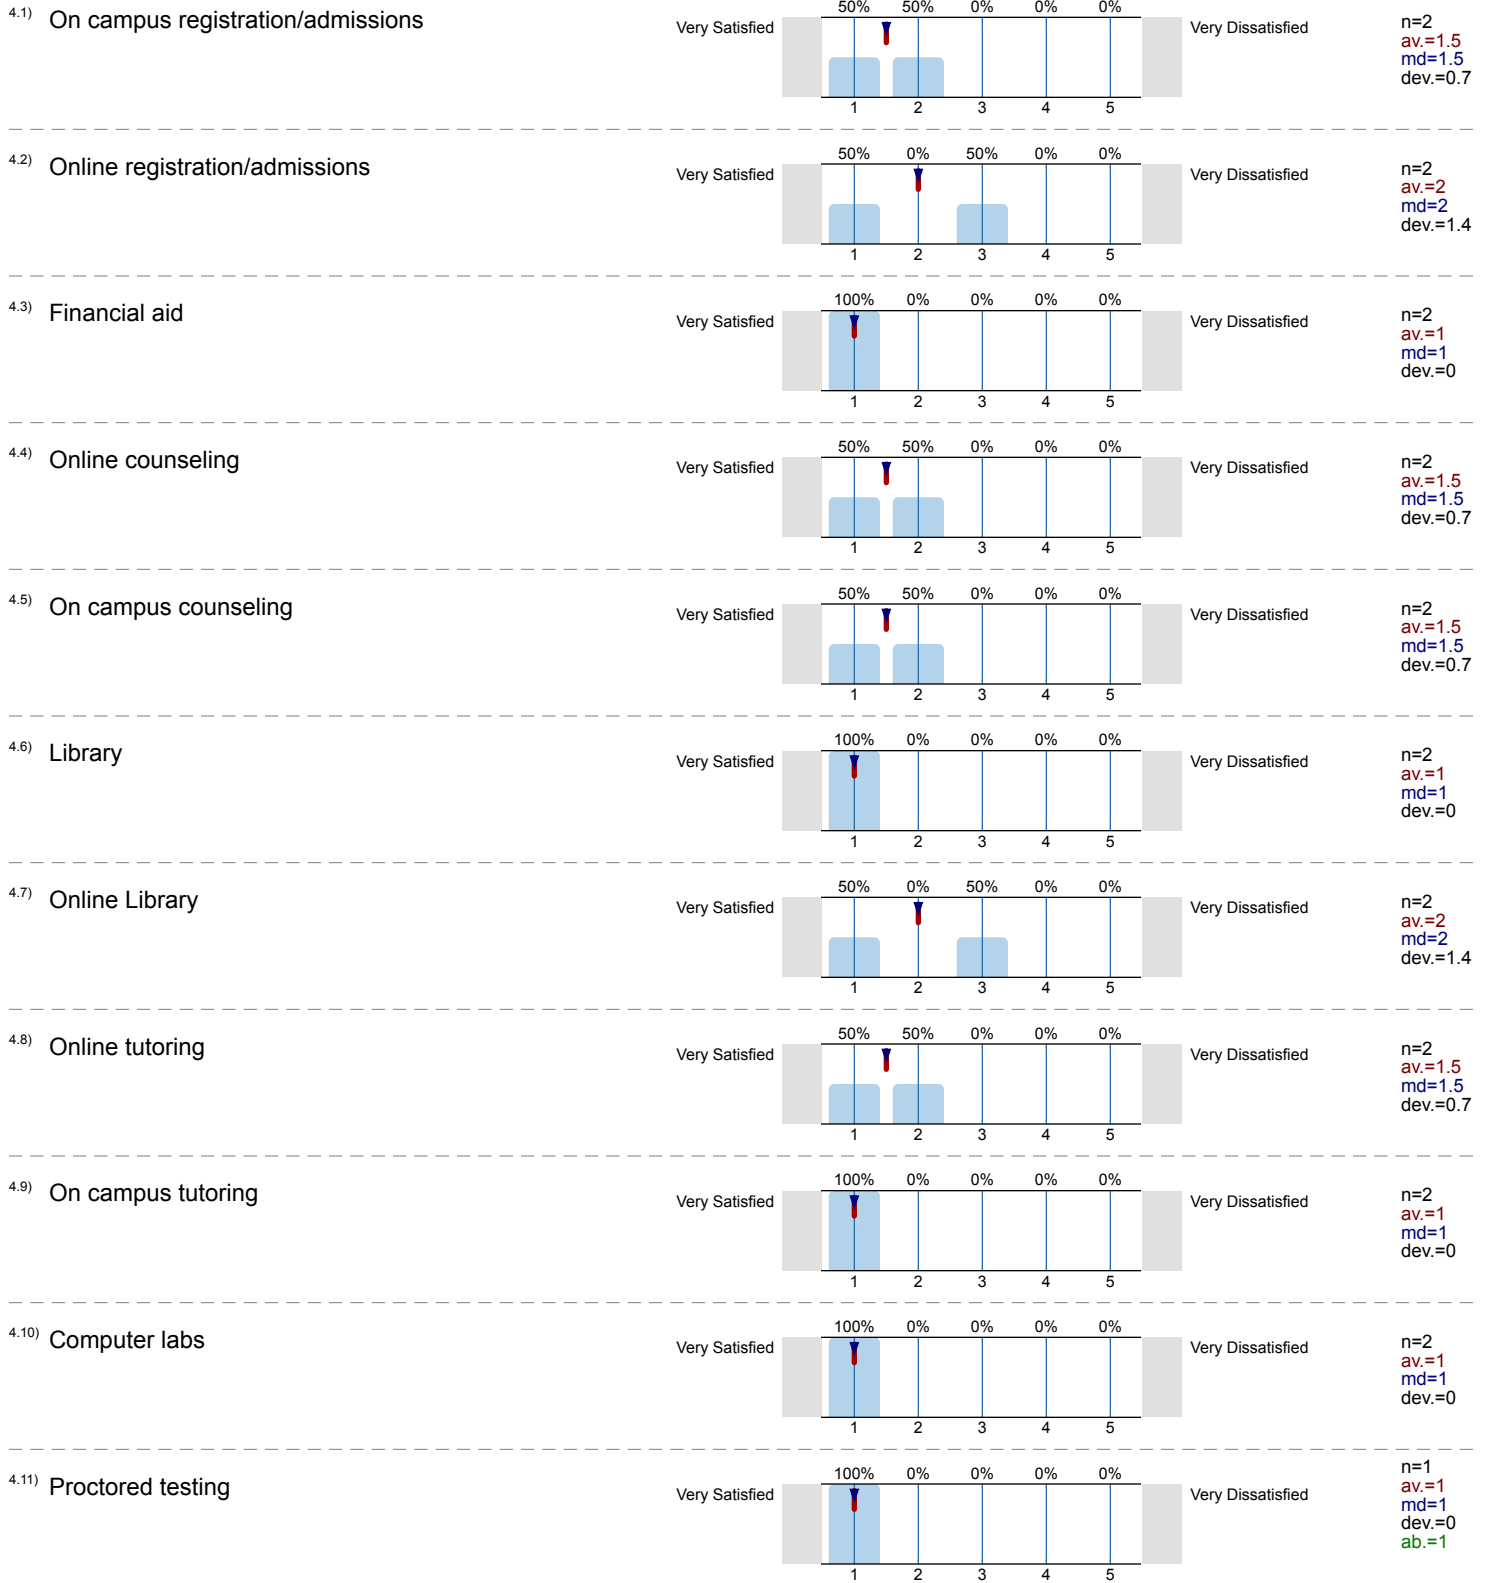 4.1) On campus registration/admissions
50% 50% 0% 0% 0%
Very Satisfied Very Dissatisfied
1 2 3 4 5
n=2
av.=1.5
md=1.5
dev.=0.7
4.2) Online registration/admissions
50% 0% 50% 0% 0%
Very Satisfied Very Dissatisfied
1 2 3 4 5
n=2
av.=2
md=2
dev.=1.4
4.3) Financial aid
100% 0% 0% 0% 0%
Very Satisfied Very Dissatisfied
1 2 3 4 5
n=2
av.=1
md=1
dev.=0
4.4) Online counseling
50% 50% 0% 0% 0%
Very Satisfied Very Dissatisfied
1 2 3 4 5
n=2
av.=1.5
md=1.5
dev.=0.7
4.5) On campus counseling
50% 50% 0% 0% 0%
Very Satisfied Very Dissatisfied
1 2 3 4 5
n=2
av.=1.5
md=1.5
dev.=0.7
4.6) Library
100% 0% 0% 0% 0%
Very Satisfied Very Dissatisfied
1 2 3 4 5
n=2
av.=1
md=1
dev.=0
4.7) Online Library
50% 0% 50% 0% 0%
Very Satisfied Very Dissatisfied
1 2 3 4 5
n=2
av.=2
md=2
dev.=1.4
4.8) Online tutoring
50% 50% 0% 0% 0%
Very Satisfied Very Dissatisfied
1 2 3 4 5
n=2
av.=1.5
md=1.5
dev.=0.7
4.9) On campus tutoring
100% 0% 0% 0% 0%
Very Satisfied Very Dissatisfied
1 2 3 4 5
n=2
av.=1
md=1
dev.=0
4.10) Computer labs
100% 0% 0% 0% 0%
Very Satisfied Very Dissatisfied
1 2 3 4 5
n=2
av.=1
md=1
dev.=0
4.11) Proctored testing
100% 0% 0% 0% 0%
Very Satisfied Very Dissatisfied
1 2 3 4 5
n=1
av.=1
md=1
dev.=0
ab.=1